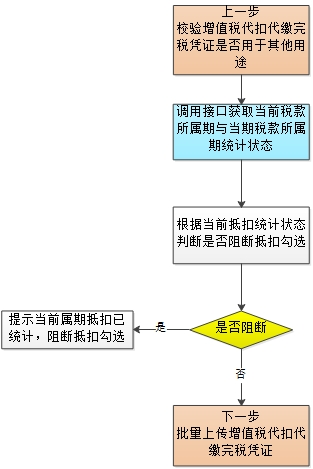 上一步
校验增值税代扣代缴完
税凭证是否用于其他用
途
调用接口获取当前税款
所属期与当期税款所属
期统计状态
根据当前抵扣统计状态
判断是否阻断抵扣勾选
是否阻断
是
提示当前属期抵扣已
统计，阻断抵扣勾选
否
下一步
批量上传增值税代扣代
缴完税凭证